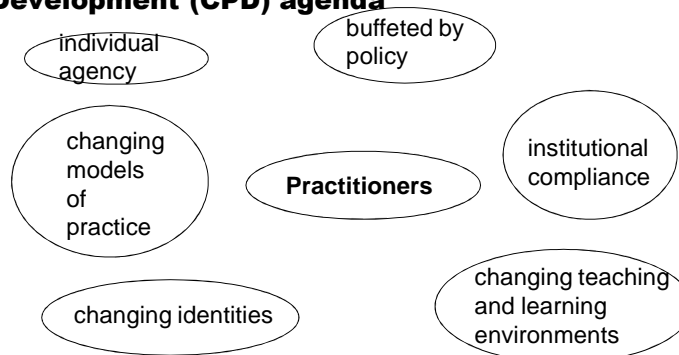 Development (CPD) agenda
individual
agency
buffeted by
policy
changing
models
of
practice
Practitioners
institutional
compliance
changing identities
changing teaching
and learning
environments